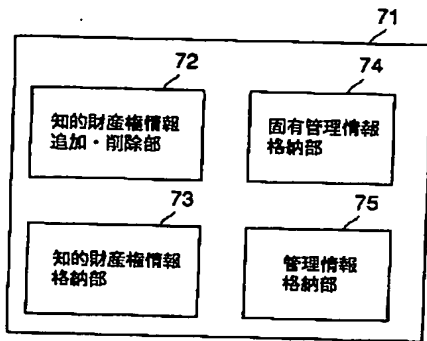 71
72
知的財産権情報
追加・削除部
74
固有管理情報
格納部
73
知的財産権情報
格納部
75
管理情報
格納部